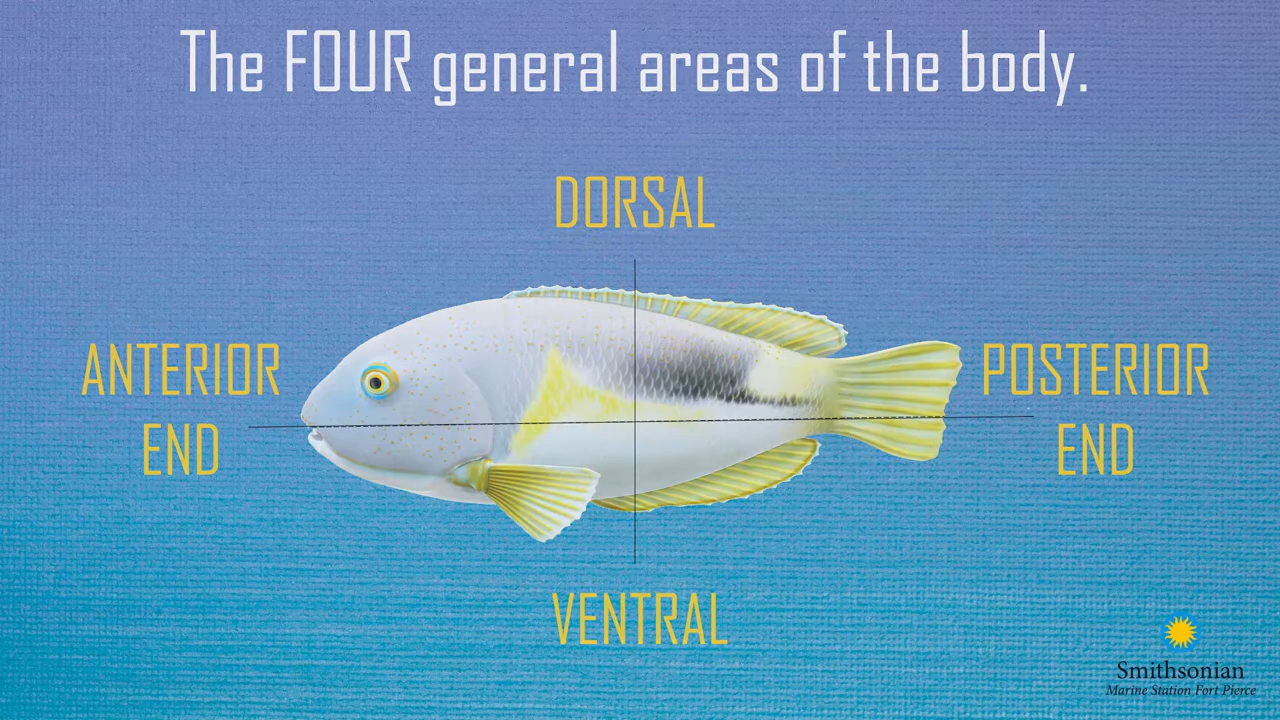 The FOUR general areas of the body.
DORSAL
ANTERIOR
END
POSTERIOR
END
VENTRAL
Smithsonian
Marine Station Fort Pierce